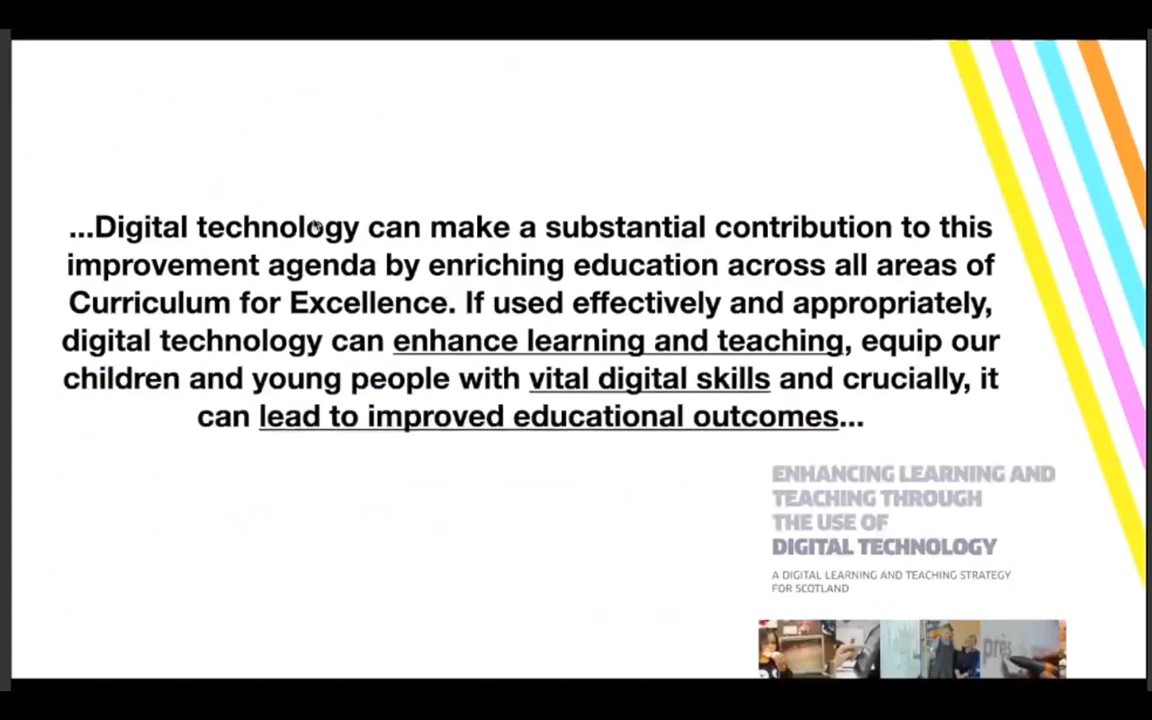 ...Digital technology can make a substantial contribution to this
improvement agenda by enriching education across all areas of
Curriculum for Excellence. If used effectively and appropriately,
digital technology can enhance learning and teaching, equip our
children and young people with vital digital skills and crucially, it
can lead to improved educational outcomes...
ENHANCING LEARNING AND
TEACHING THROUGH
THE USE OF
DIGITAL TECHNOLOGY
A DIGITAL LEARNING AND TEACHING STRATEGY
FOR SCOTLAND
près